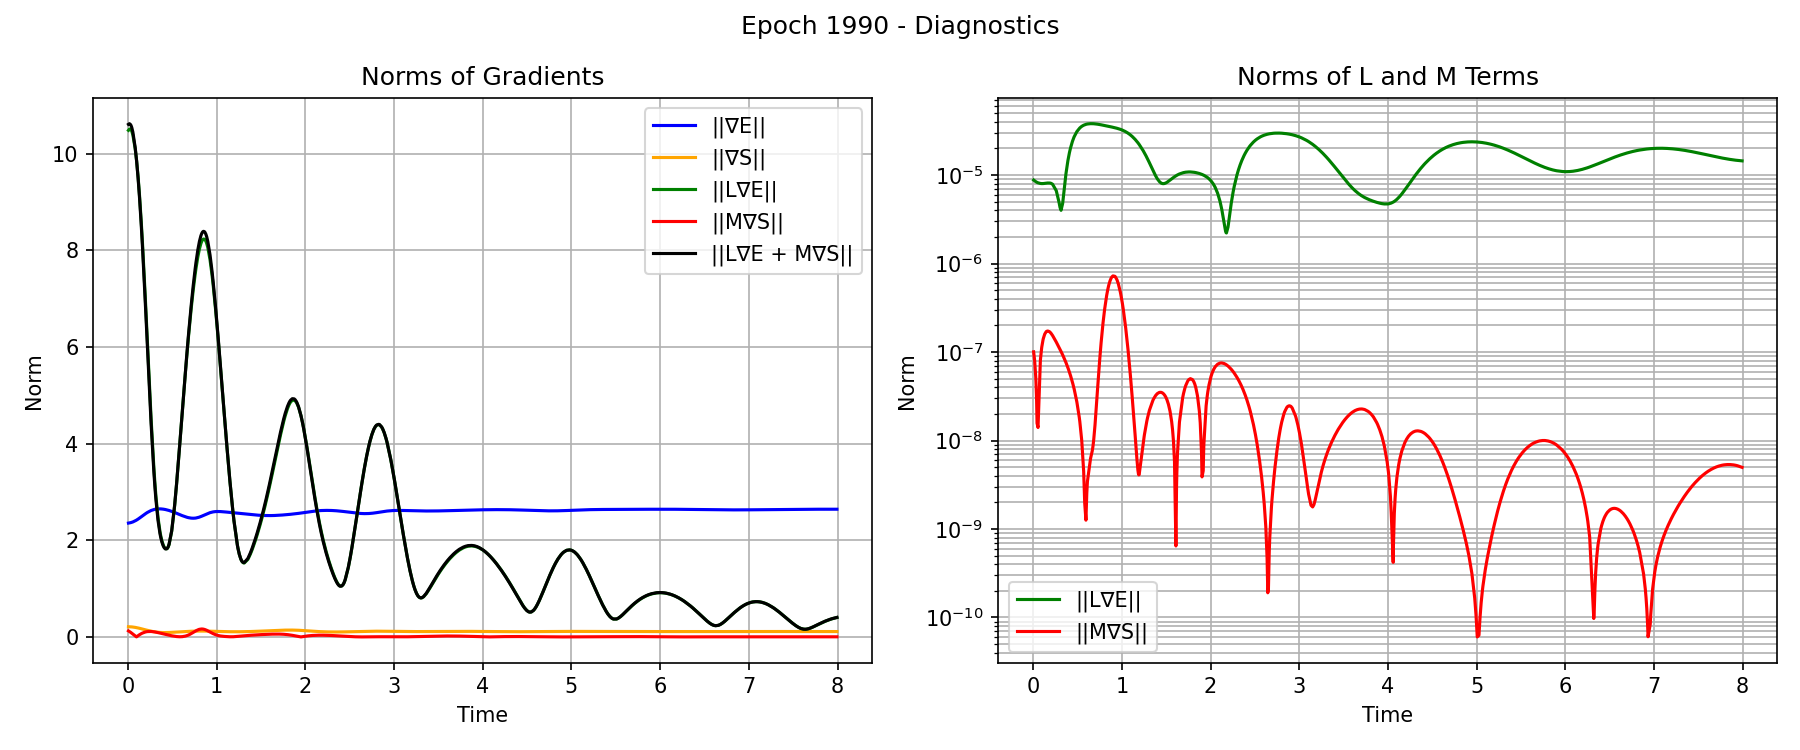 Epoch 1990 - Diagnostics
Norms of Gradients
Norm
10
8
6
4
2
0
0 1 2 3 4 5 6 7 8
Time
||∇E||
||∇S||
||L∇E||
||M∇S||
||L∇E + M∇S||
Norms of L and M Terms
Norm
10⁻⁵
10⁻⁶
10⁻⁷
10⁻⁸
10⁻⁹
10⁻¹⁰
0 1 2 3 4 5 6 7 8
Time
||L∇E||
||M∇S||